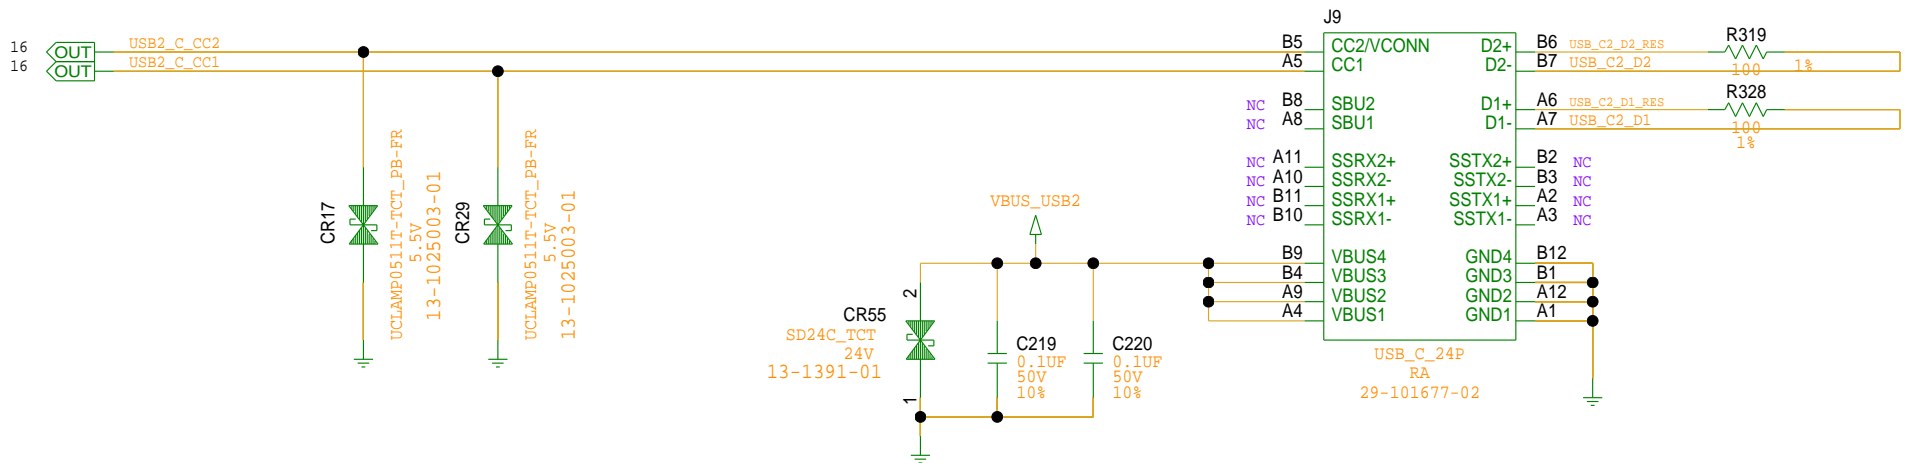 J9
16 OUT USB2_C_CC2
16 OUT USB2_C_CC1
B5 CC2/VCONN D2+ B6 USB_C2_D2_RES R319
A5 CC1 D2- B7 USB_C2_D2 100 1%
NC B8 SBU2 D1+ A6 USB_C2_D1_RES R328
NC A8 SBU1 D1- A7 USB_C2_D1 100
1%
NC A11 SSRX2+ SSTX2+ B2 NC
NC A10 SSRX2- SSTX2- B3 NC
NC B11 SSRX1+ SSTX1+ A2 NC
NC B10 SSRX1- SSTX1- A3 NC
B9 VBUS4 GND4 B12
B4 VBUS3 GND3 B1
A9 VBUS2 GND2 A12
A4 VBUS1 GND1 A1
USB_C_24P
RA
29-101677-02
CR17
UCLAMP0511T-TCT_PB-FR
5.5V
13-1025003-01
CR29
UCLAMP0511T-TCT_PB-FR
5.5V
13-1025003-01
VBUS_USB2
2
CR55
SD24C_TCT
24V
13-1391-01
1
C219
0.1UF
50V
10%
C220
0.1UF
50V
10%